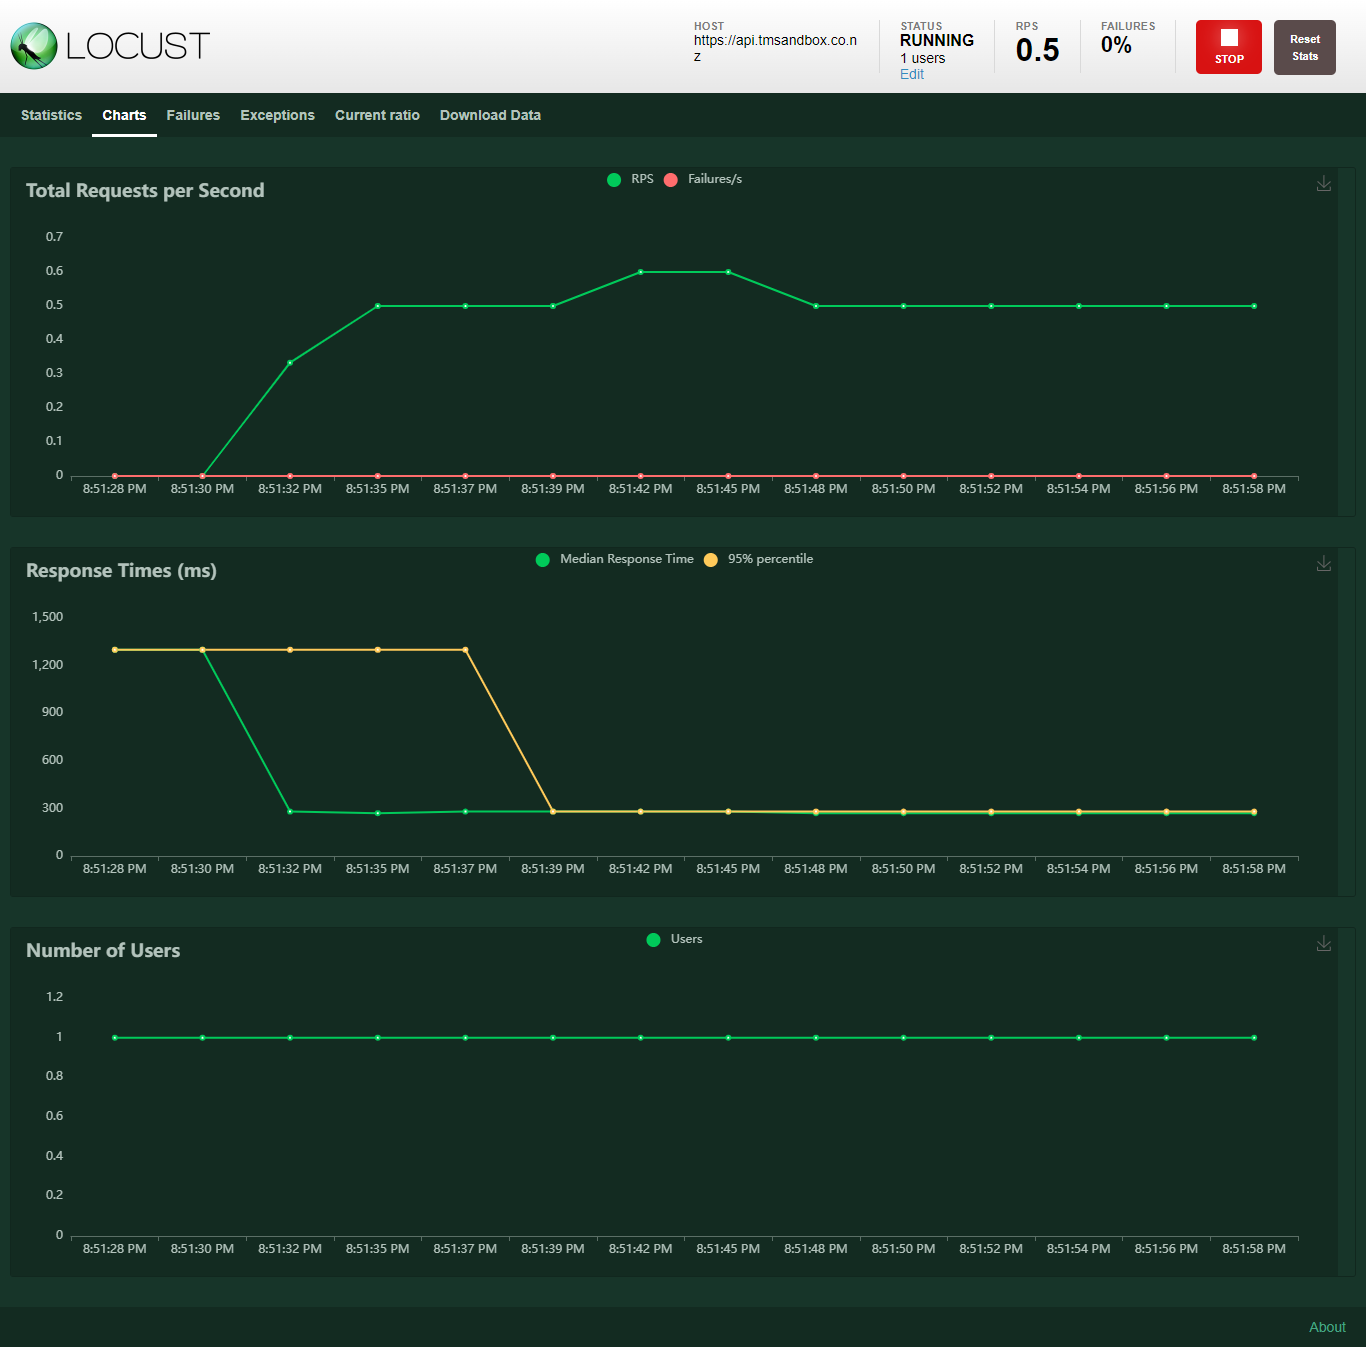 LOCUST
HOST
https://api.tmsandbox.co.n
z
STATUS
RUNNING
1 users
Edit
RPS
0.5
FAILURES
0%
STOP
Reset
Stats
Statistics Charts Failures Exceptions Current ratio Download Data
Total Requests per Second
RPS Failures/s
0.7
0.6
0.5
0.4
0.3
0.2
0.1
0
8:51:28 PM 8:51:30 PM 8:51:32 PM 8:51:35 PM 8:51:37 PM 8:51:39 PM 8:51:42 PM 8:51:45 PM 8:51:48 PM 8:51:50 PM 8:51:52 PM 8:51:54 PM 8:51:56 PM 8:51:58 PM
Response Times (ms)
Median Response Time 95% percentile
1,500
1,200
900
600
300
0
8:51:28 PM 8:51:30 PM 8:51:32 PM 8:51:35 PM 8:51:37 PM 8:51:39 PM 8:51:42 PM 8:51:45 PM 8:51:48 PM 8:51:50 PM 8:51:52 PM 8:51:54 PM 8:51:56 PM 8:51:58 PM
Number of Users
Users
1.2
1
0.8
0.6
0.4
0.2
0
8:51:28 PM 8:51:30 PM 8:51:32 PM 8:51:35 PM 8:51:37 PM 8:51:39 PM 8:51:42 PM 8:51:45 PM 8:51:48 PM 8:51:50 PM 8:51:52 PM 8:51:54 PM 8:51:56 PM 8:51:58 PM
About